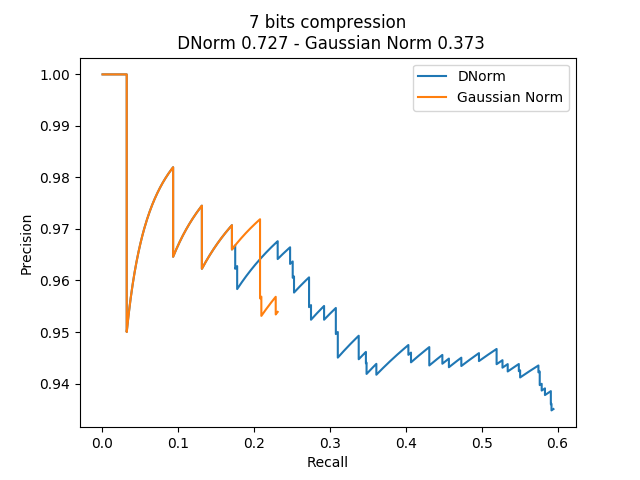 7 bits compression
DNorm 0.727 - Gaussian Norm 0.373
DNorm
Gaussian Norm
1.00
0.99
0.98
0.97
0.96
0.95
0.94
Precision
0.0 0.1 0.2 0.3 0.4 0.5 0.6
Recall